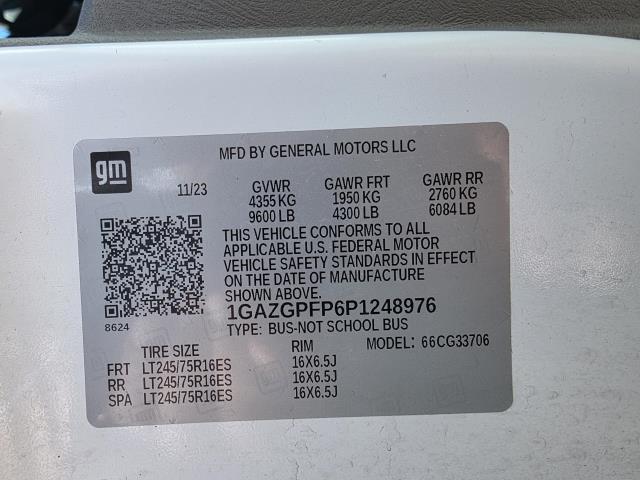 gm
MFD BY GENERAL MOTORS LLC
11/23 GVWR GAWR FRT GAWR RR
4355 KG 1950 KG 2760 KG
9600 LB 4300 LB 6084 LB
THIS VEHICLE CONFORMS TO ALL
APPLICABLE U.S. FEDERAL MOTOR
VEHICLE SAFETY STANDARDS IN EFFECT
ON THE DATE OF MANUFACTURE
SHOWN ABOVE.
8624
1GAZGPFP6P1248976
TYPE: BUS-NOT SCHOOL BUS
TIRE SIZE RIM MODEL: 66CG33706
FRT LT245/75R16ES 16X6.5J
RR LT245/75R16ES 16X6.5J
SPA LT245/75R16ES 16X6.5J